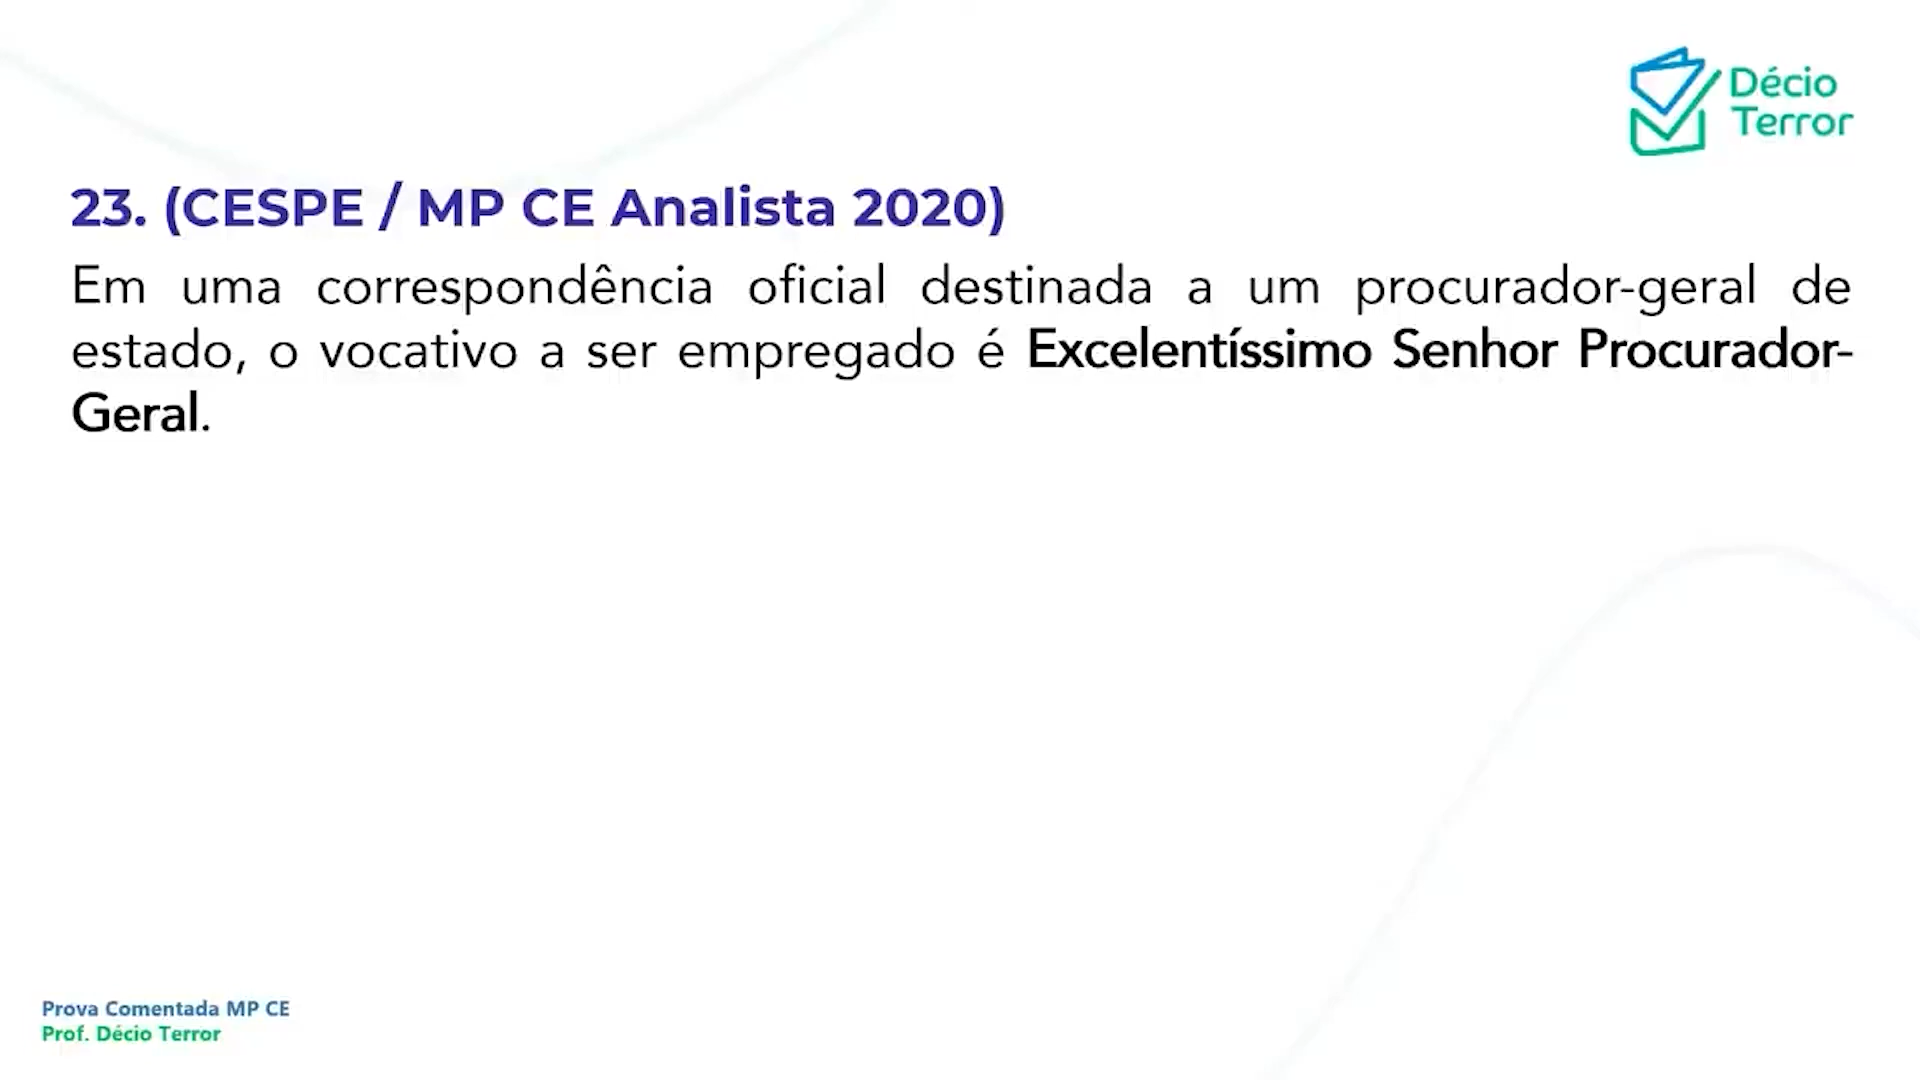 Décio
Terror
23. (CESPE / MP CE Analista 2020)
Em uma correspondência oficial destinada a um procurador-geral de
estado, o vocativo a ser empregado é Excelentíssimo Senhor Procurador-
Geral.
Prova Comentada MP CE
Prof. Décio Terror